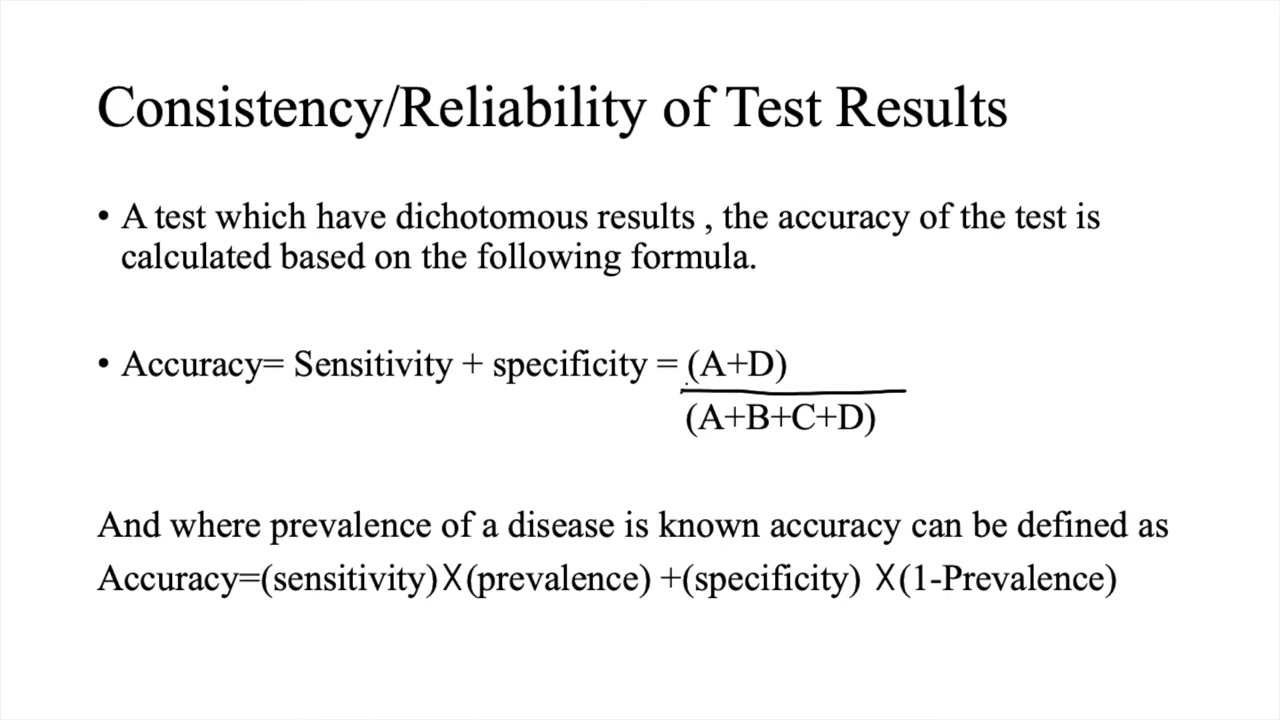 Consistency/Reliability of Test Results
• A test which have dichotomous results , the accuracy of the test is
calculated based on the following formula.
• Accuracy= Sensitivity + specificity = (A+D)
(A+B+C+D)
And where prevalence of a disease is known accuracy can be defined as
Accuracy=(sensitivity)X(prevalence) +(specificity) X(1-Prevalence)